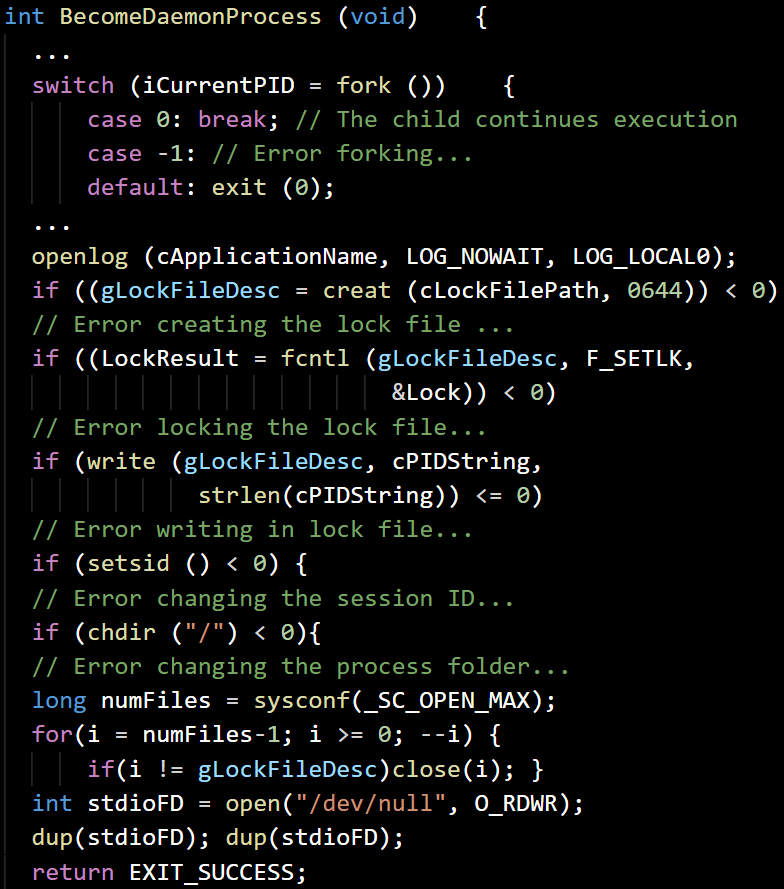 int BecomeDaemonProcess (void)    {
...
switch (iCurrentPID = fork ())    {
case 0: break; // The child continues execution
case -1: // Error forking...
default: exit (0);
...
openlog (cApplicationName, LOG_NOWAIT, LOG_LOCAL0);
if ((gLockFileDesc = creat (cLockFilePath, 0644)) < 0)
// Error creating the lock file ...
if ((LockResult = fcntl (gLockFileDesc, F_SETLK,
&Lock)) < 0)
// Error locking the lock file...
if (write (gLockFileDesc, cPIDString,
strlen(cPIDString)) <= 0)
// Error writing in lock file...
if (setsid () < 0) {
// Error changing the session ID...
if (chdir ("/") < 0){
// Error changing the process folder...
long numFiles = sysconf(_SC_OPEN_MAX);
for(i = numFiles-1; i >= 0; --i) {
if(i != gLockFileDesc)close(i); }
int stdioFD = open("/dev/null", O_RDWR);
dup(stdioFD); dup(stdioFD);
return EXIT_SUCCESS;